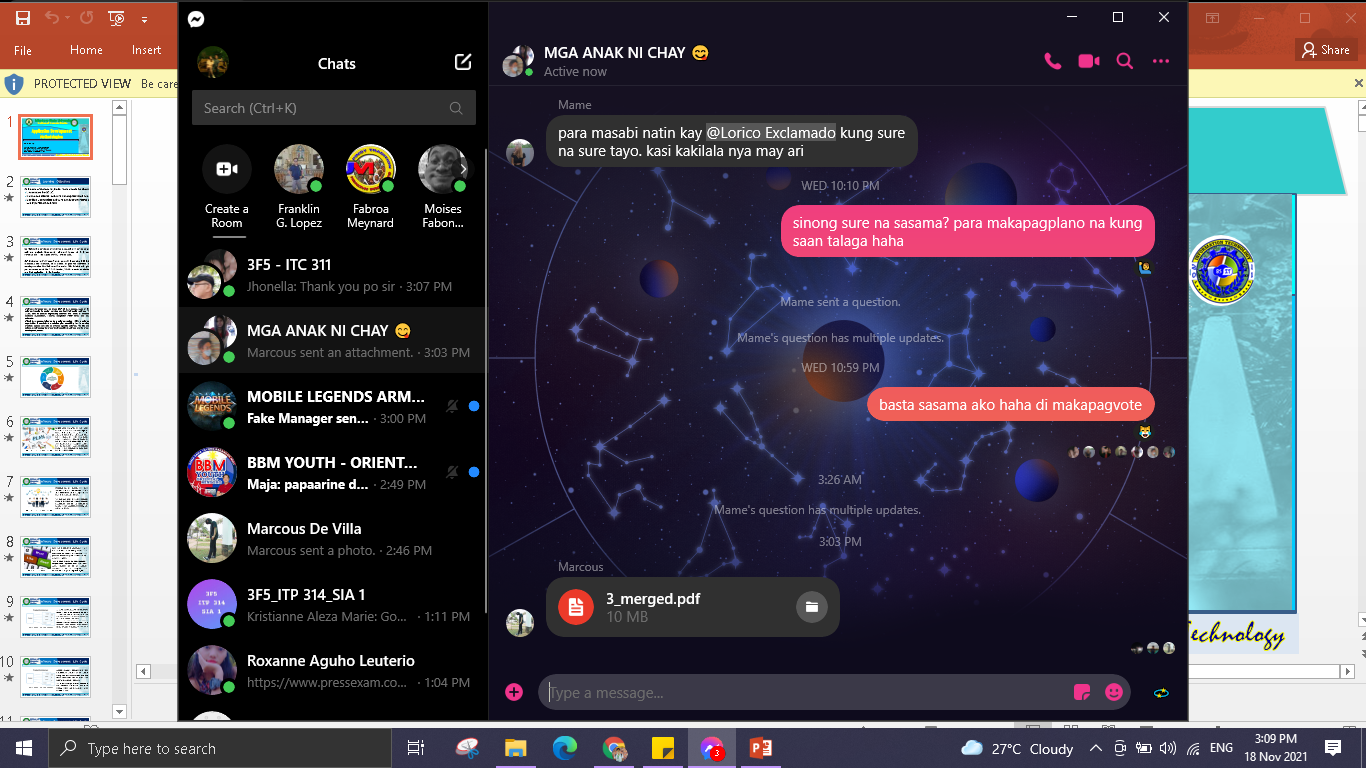 File
Home
Insert
Share
PROTECTED VIEW
Be care
1
2
3
4
5
6
7
8
9
10
11
Technology
Chats
Search (Ctrl+K)
Create a
Room
Franklin
G. Lopez
Fabroa
Meynard
Moises
Fabon...
3F5 - ITC 311
Jhonella: Thank you po sir · 3:07 PM
MGA ANAK NI CHAY 😋
Marcous sent an attachment. · 3:03 PM
MOBILE LEGENDS ARM...
Fake Manager sen... · 3:00 PM
BBM YOUTH - ORIENT...
Maja: papaarine d... · 2:49 PM
Marcous De Villa
Marcous sent a photo. · 2:46 PM
3F5
ITP 314
SIA 1
3F5_ITP 314_SIA 1
Kristianne Aleza Marie: Go... · 1:11 PM
Roxanne Aguho Leuterio
https://www.pressexam.co... · 1:04 PM
MGA ANAK NI CHAY 😋
Active now
Mame
para masabi natin kay @Lorico Exclamado kung sure
na sure tayo. kasi kakilala nya may ari
WED 10:10 PM
sinong sure na sasama? para makapagplano na kung
saan talaga haha
Mame sent a question.
Mame's question has multiple updates.
WED 10:59 PM
basta sasama ako haha di makapagvote
3:26 AM
Mame's question has multiple updates.
3:03 PM
Marcous
3_merged.pdf
10 MB
Type a message...
Type here to search
3
27°C Cloudy
ENG
3:09 PM
18 Nov 2021